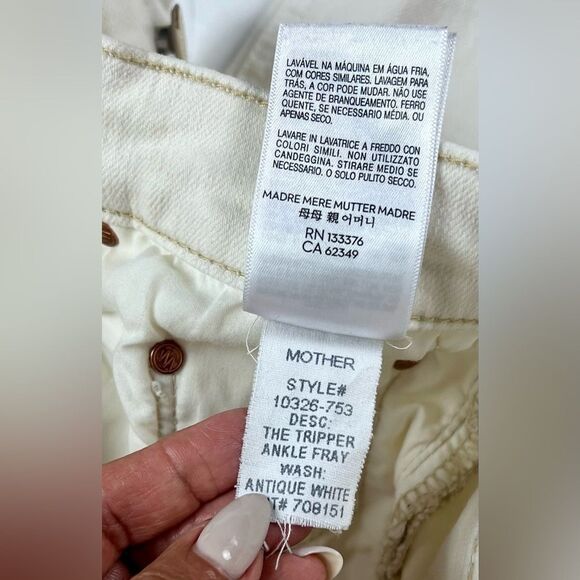 LAVÁVEL NA MÁQUINA EM ÁGUA FRIA,
COM CORES SIMILARES. LAVAGEM PARA
TRÁS, A COR PODE MUDAR. NÃO USE
AGENTE DE BRANQUEAMENTO. FERRO
QUENTE, SE NECESSARIO MÉDIA. OU
APENAS SECO.
LAVARE IN LAVATRICE A FREDDO CON
COLORI SIMILI. NON UTILIZZATO
CANDEGGINA. STIRARE MEDIO SE
NECESSARIO. O SOLO PULITO SECCO.
MADRE MERE MUTTER MADRE
母母 親 어머니
RN 133376
CA 62349
MOTHER
STYLE#
10326-753
DESC:
THE TRIPPER
ANKLE FRAY
WASH:
ANTIQUE WHITE
# 708151